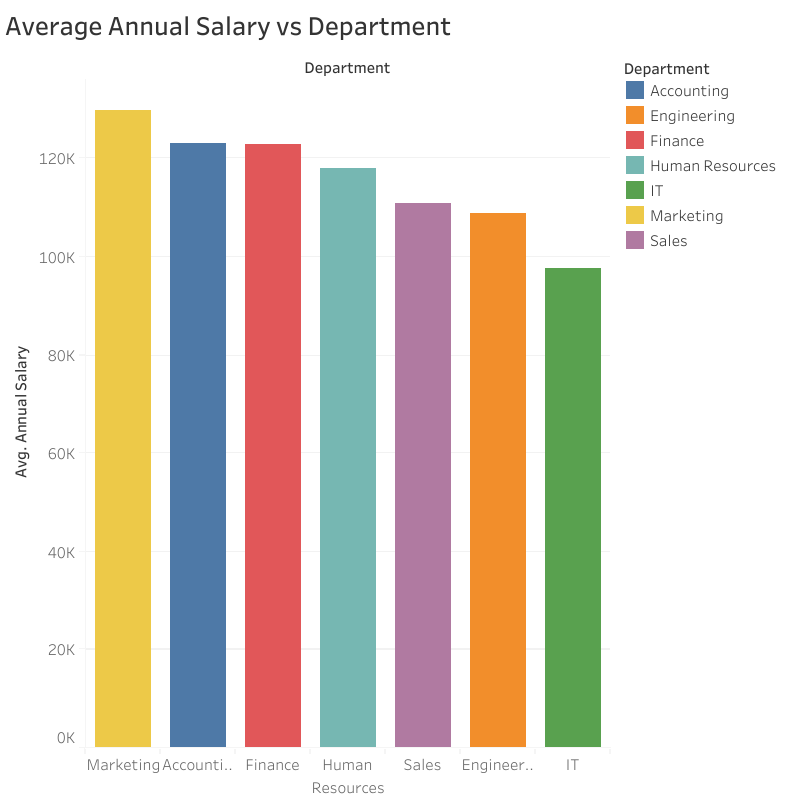 Average Annual Salary vs Department
Department
Department
Accounting
Engineering
Finance
Human Resources
IT
Marketing
Sales
Avg. Annual Salary
120K
100K
80K
60K
40K
20K
0K
Marketing Accounti.. Finance Human Resources Sales Engineer.. IT